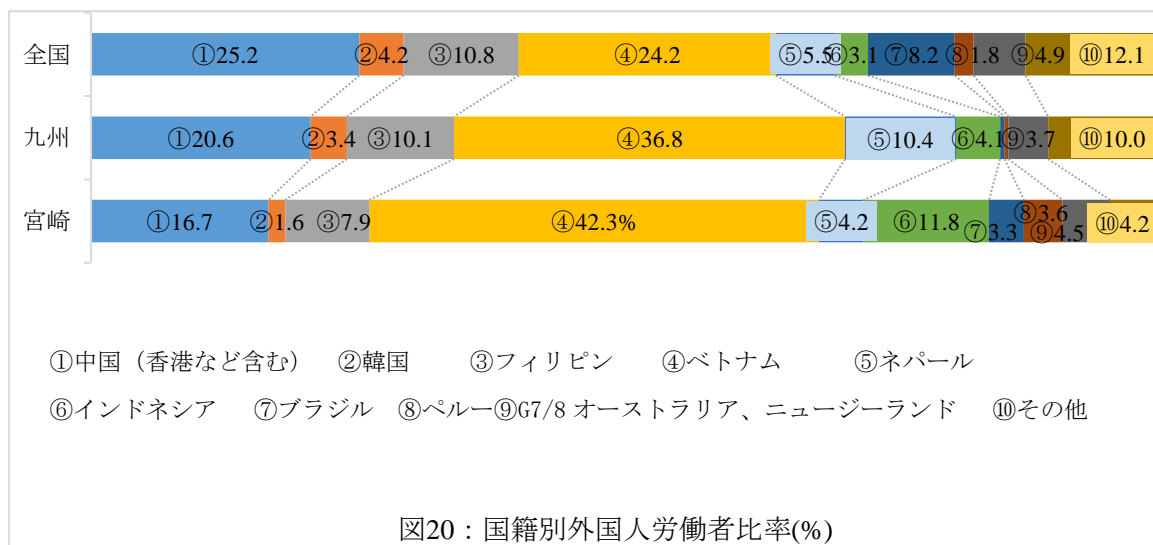 全国 ①25.2 ②4.2 ③10.8 ④24.2 ⑤5.5 ⑥3.1 ⑦8.2 ⑧1.8 ⑨4.9 ⑩12.1
九州 ①20.6 ②3.4 ③10.1 ④36.8 ⑤10.4 ⑥4.1 ⑨3.7 ⑩10.0
宮崎 ①16.7 ②1.6 ③7.9 ④42.3% ⑤4.2 ⑥11.8 ⑦3.3 ⑧3.6 ⑨4.5 ⑩4.2
①中国（香港など含む） ②韓国 ③フィリピン ④ベトナム ⑤ネパール
⑥インドネシア ⑦ブラジル ⑧ペルー⑨G7/8 オーストラリア、ニュージーランド ⑩その他
図20：国籍別外国人労働者比率(%)